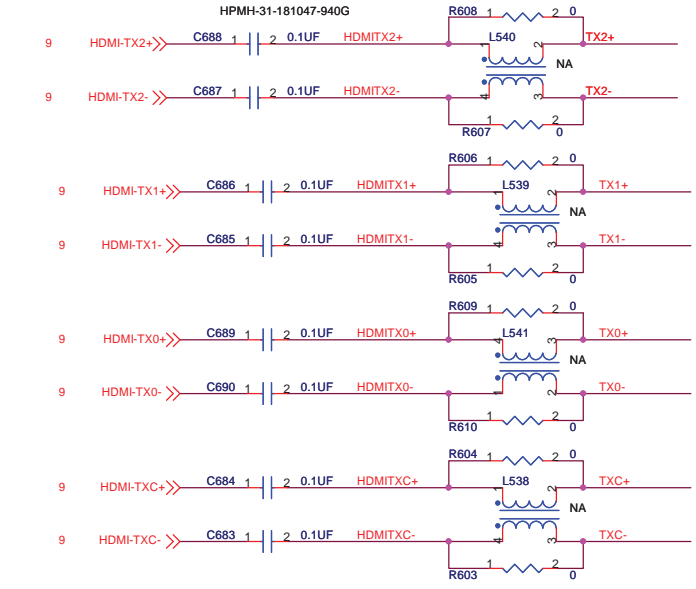 HPMH-31-181047-940G
R608 1 2 0
9 HDMI-TX2+ C688 1 2 0.1UF HDMITX2+ 1 L540 2 TX2+
NA
9 HDMI-TX2- C687 1 2 0.1UF HDMITX2- 4 3 TX2-
R607 1 2 0
R606 1 2 0
9 HDMI-TX1+ C686 1 2 0.1UF HDMITX1+ 1 L539 2 TX1+
NA
9 HDMI-TX1- C685 1 2 0.1UF HDMITX1- 4 3 TX1-
R605 1 2 0
R609 1 2 0
9 HDMI-TX0+ C689 1 2 0.1UF HDMITX0+ 4 L541 3 TX0+
NA
9 HDMI-TX0- C690 1 2 0.1UF HDMITX0- 1 2 TX0-
R610 1 2 0
R604 1 2 0
9 HDMI-TXC+ C684 1 2 0.1UF HDMITXC+ 1 L538 2 TXC+
NA
9 HDMI-TXC- C683 1 2 0.1UF HDMITXC- 4 3 TXC-
R603 1 2 0